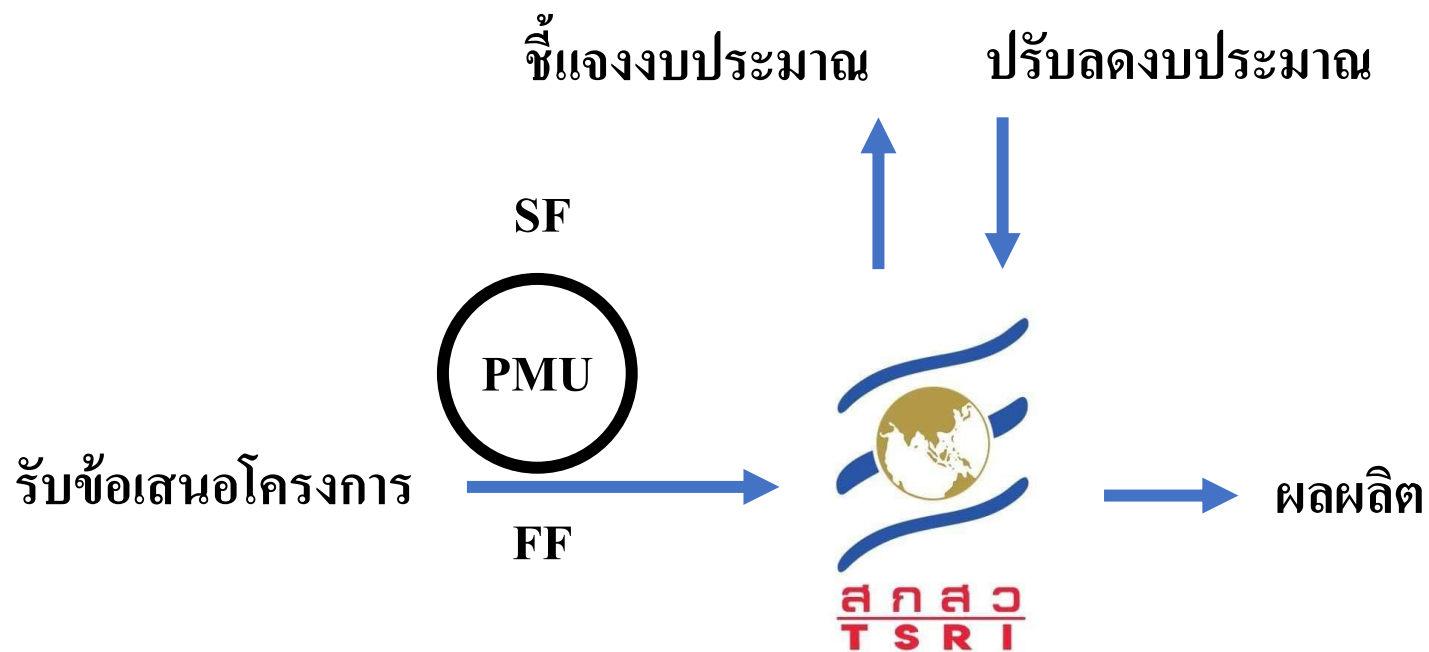 ชี้แจงงบประมาณ
ปรับลดงบประมาณ
SF
PMU
รับข้อเสนอโครงการ
FF
ผลผลิต
สกสว
TSRI